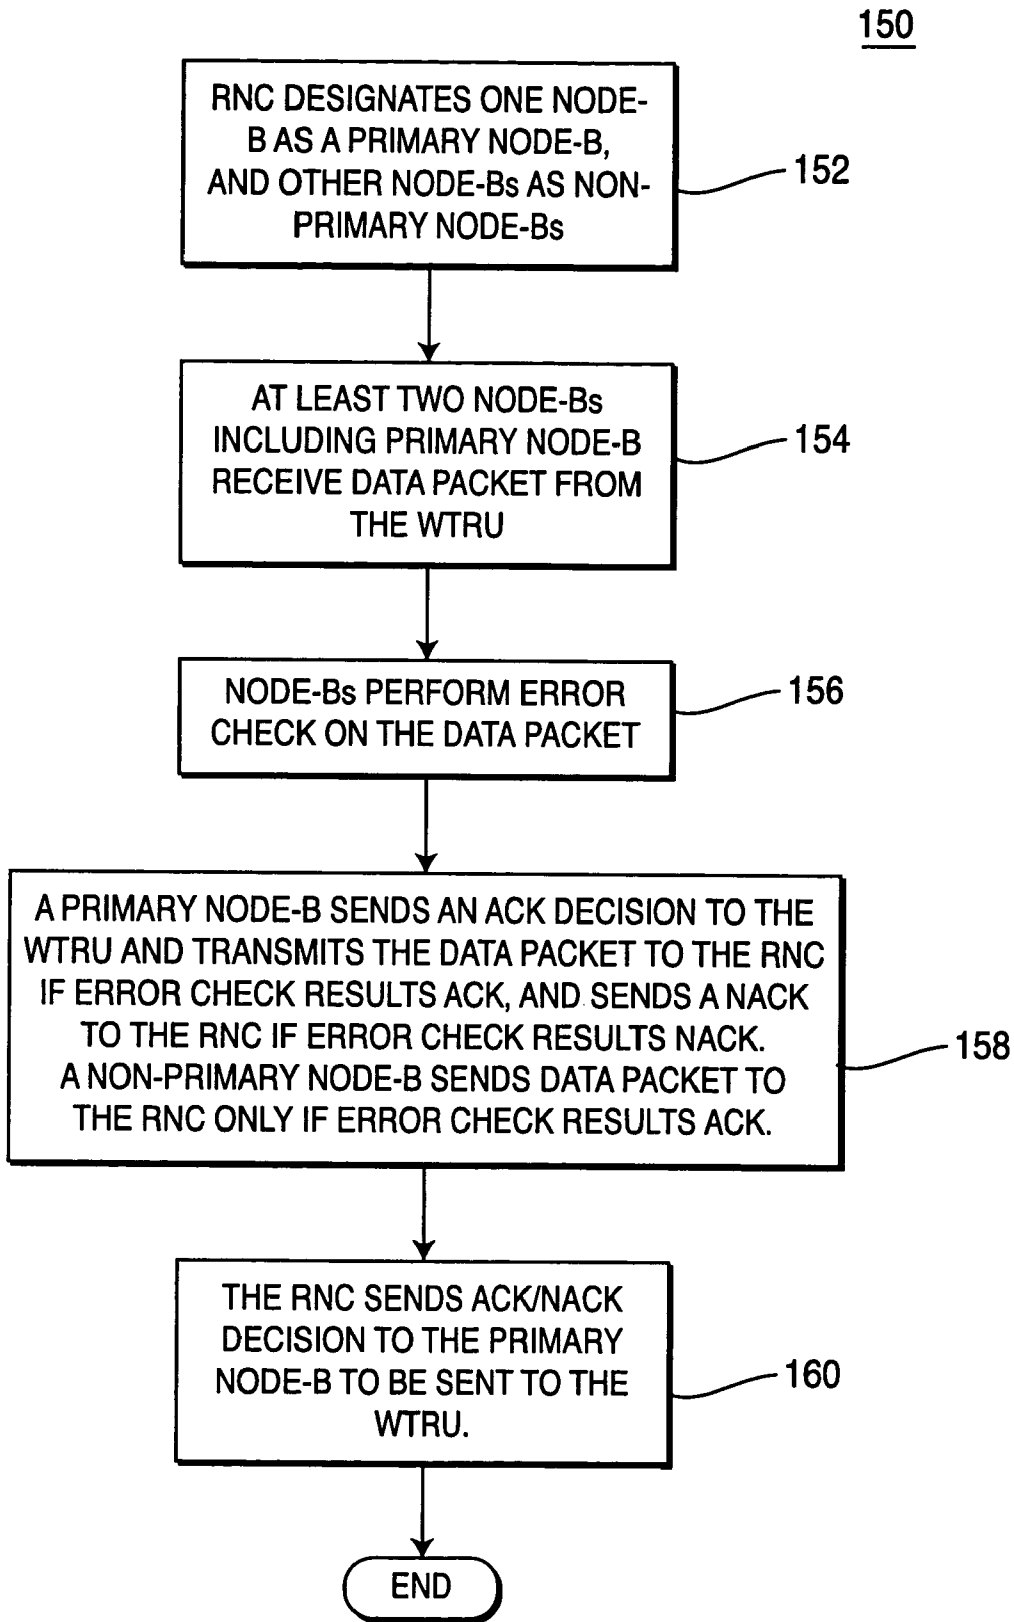 150
RNC DESIGNATES ONE NODE-
B AS A PRIMARY NODE-B,
AND OTHER NODE-Bs AS NON-
PRIMARY NODE-Bs
152
AT LEAST TWO NODE-Bs
INCLUDING PRIMARY NODE-B
RECEIVE DATA PACKET FROM
THE WTRU
154
NODE-Bs PERFORM ERROR
CHECK ON THE DATA PACKET
156
A PRIMARY NODE-B SENDS AN ACK DECISION TO THE
WTRU AND TRANSMITS THE DATA PACKET TO THE RNC
IF ERROR CHECK RESULTS ACK, AND SENDS A NACK
TO THE RNC IF ERROR CHECK RESULTS NACK.
A NON-PRIMARY NODE-B SENDS DATA PACKET TO
THE RNC ONLY IF ERROR CHECK RESULTS ACK.
158
THE RNC SENDS ACK/NACK
DECISION TO THE PRIMARY
NODE-B TO BE SENT TO THE
WTRU.
160
END